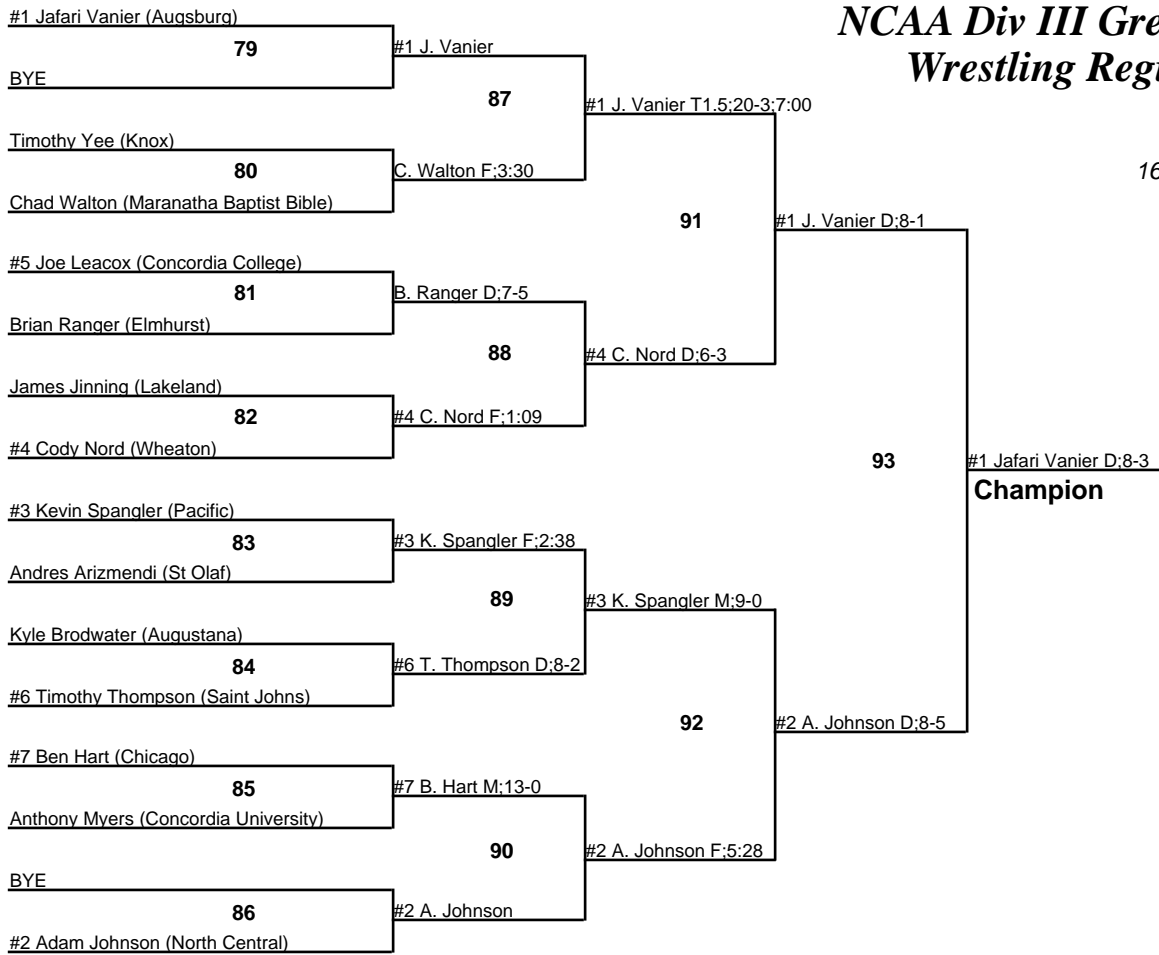 NCAA Div III Gre
Wrestling Regi
16
#1 Jafari Vanier (Augsburg)
79
BYE
#1 J. Vanier
87
Timothy Yee (Knox)
80
Chad Walton (Maranatha Baptist Bible)
C. Walton F;3:30
#1 J. Vanier T1.5;20-3;7:00
91
#5 Joe Leacox (Concordia College)
81
Brian Ranger (Elmhurst)
B. Ranger D;7-5
88
James Jinning (Lakeland)
82
#4 Cody Nord (Wheaton)
#4 C. Nord F;1:09
#4 C. Nord D;6-3
#1 J. Vanier D;8-1
93
#3 Kevin Spangler (Pacific)
83
Andres Arizmendi (St Olaf)
#3 K. Spangler F;2:38
89
Kyle Brodwater (Augustana)
84
#6 Timothy Thompson (Saint Johns)
#6 T. Thompson D;8-2
#3 K. Spangler M;9-0
92
#7 Ben Hart (Chicago)
85
Anthony Myers (Concordia University)
#7 B. Hart M;13-0
90
BYE
86
#2 Adam Johnson (North Central)
#2 A. Johnson
#2 A. Johnson F;5:28
#2 A. Johnson D;8-5
#1 Jafari Vanier D;8-3
Champion